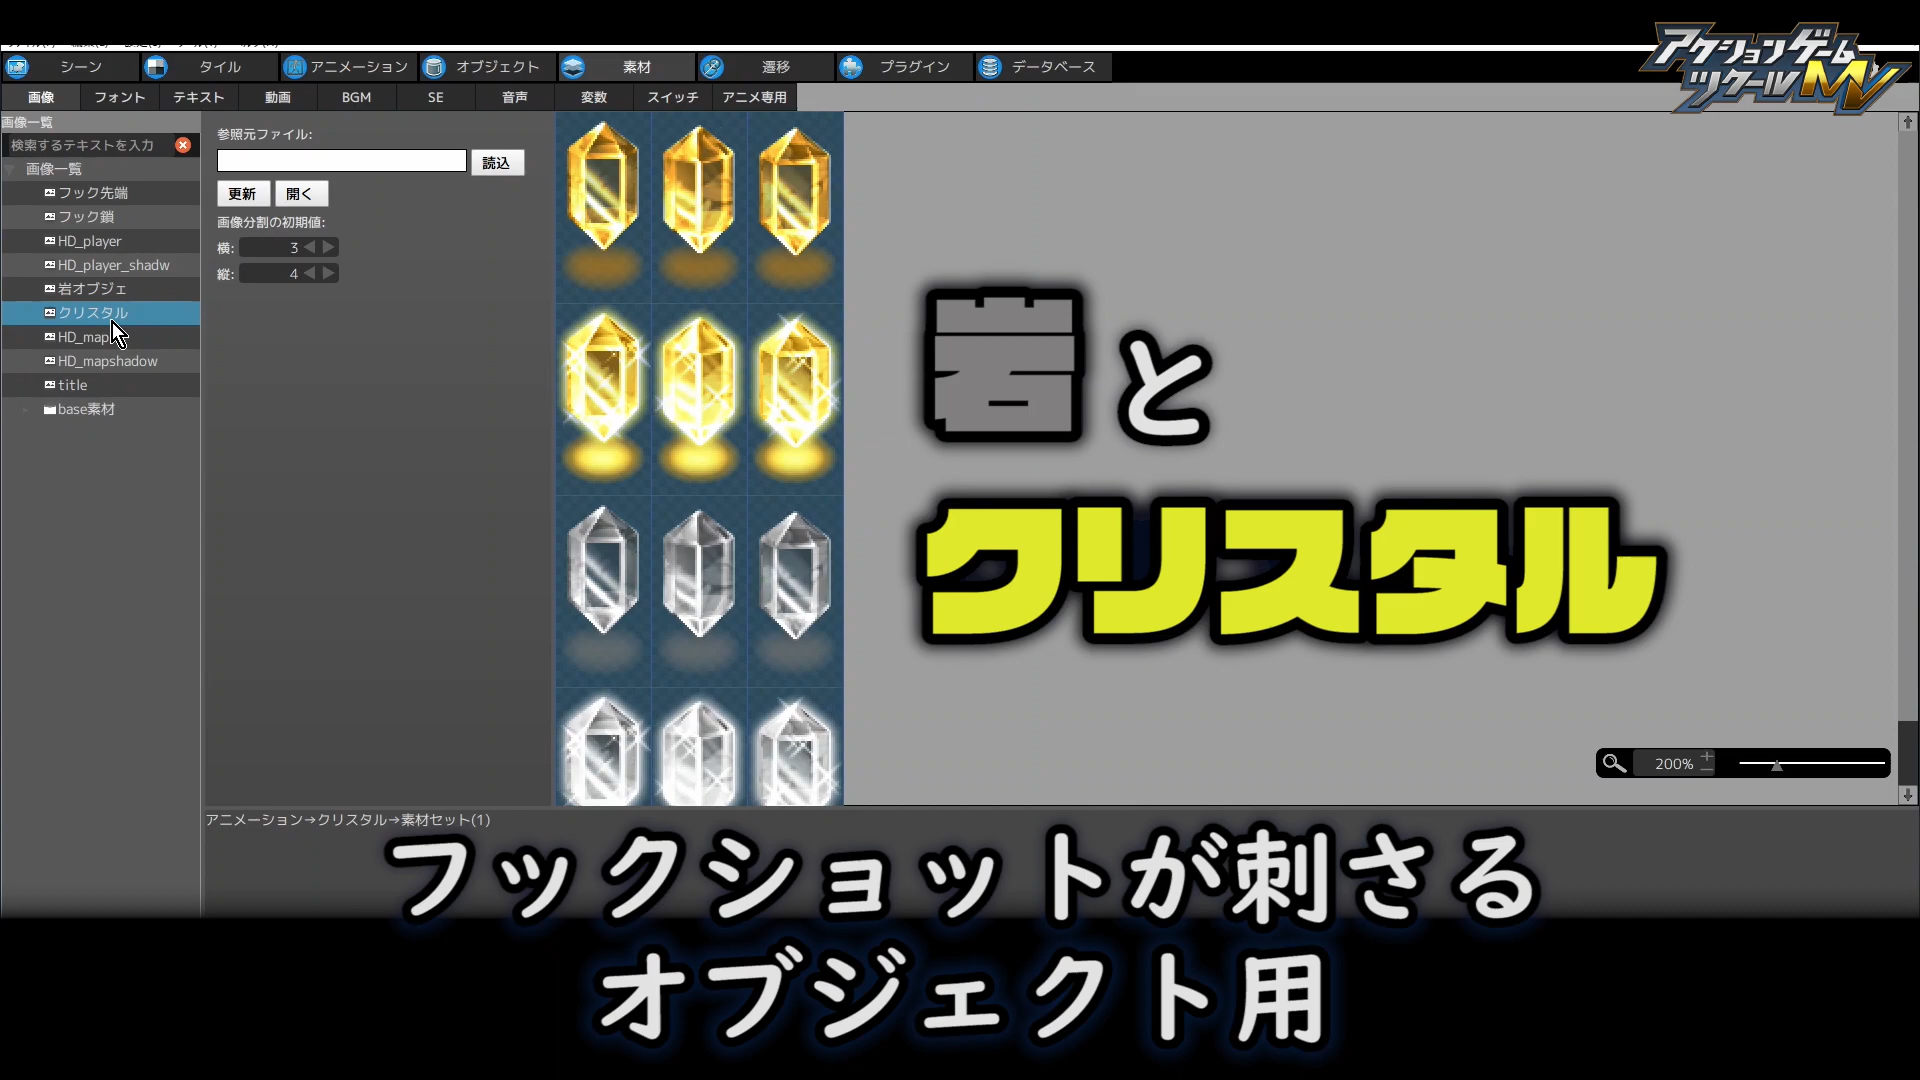 アクションゲーム
ツクールMV
シーン
タイル
アニメーション
オブジェクト
素材
遷移
プラグイン
データベース
画像
フォント
テキスト
動画
BGM
SE
音声
変数
スイッチ
アニメ専用
画像一覧
検索するテキストを入力
画像一覧
フック先端
フック鎖
HD_player
HD_player_shadw
岩オブジェ
クリスタル
HD_map
HD_mapshadow
title
base素材
参照元ファイル:
読込
更新
開く
画像分割の初期値:
横: 3
縦: 4
岩と
クリスタル
200%
アニメーション→クリスタル→素材セット(1)
フックショットが刺さる
オブジェクト用